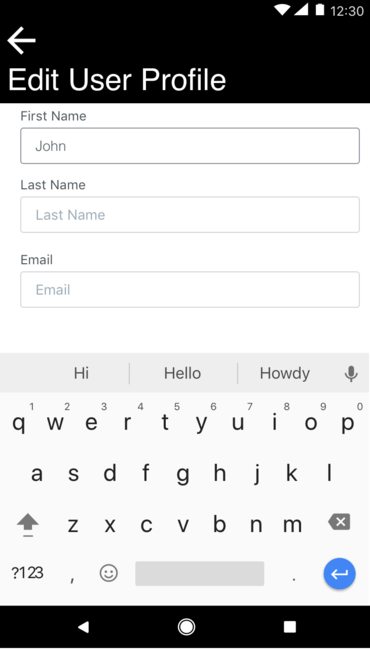 12:30
Edit User Profile
First Name
John
Last Name
Last Name
Email
Email
Hi Hello Howdy
1 2 3 4 5 6 7 8 9 0
q w e r t y u i o p
a s d f g h j k l
z x c v b n m
?123 , .